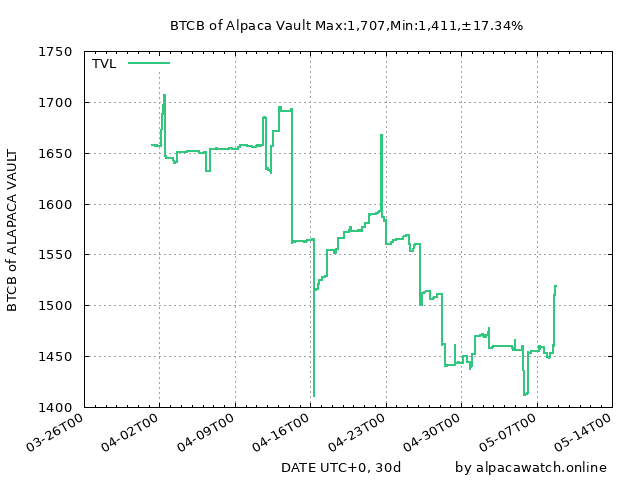 BTCB of Alpaca Vault Max:1,707,Min:1,411,±17.34%
TVL
1750
1700
1650
1600
1550
1500
1450
1400
BTCB of ALAPACA VAULT
03-26T00
04-02T00
04-09T00
04-16T00
04-23T00
04-30T00
05-07T00
05-14T00
DATE UTC+0, 30d
by alpacawatch.online